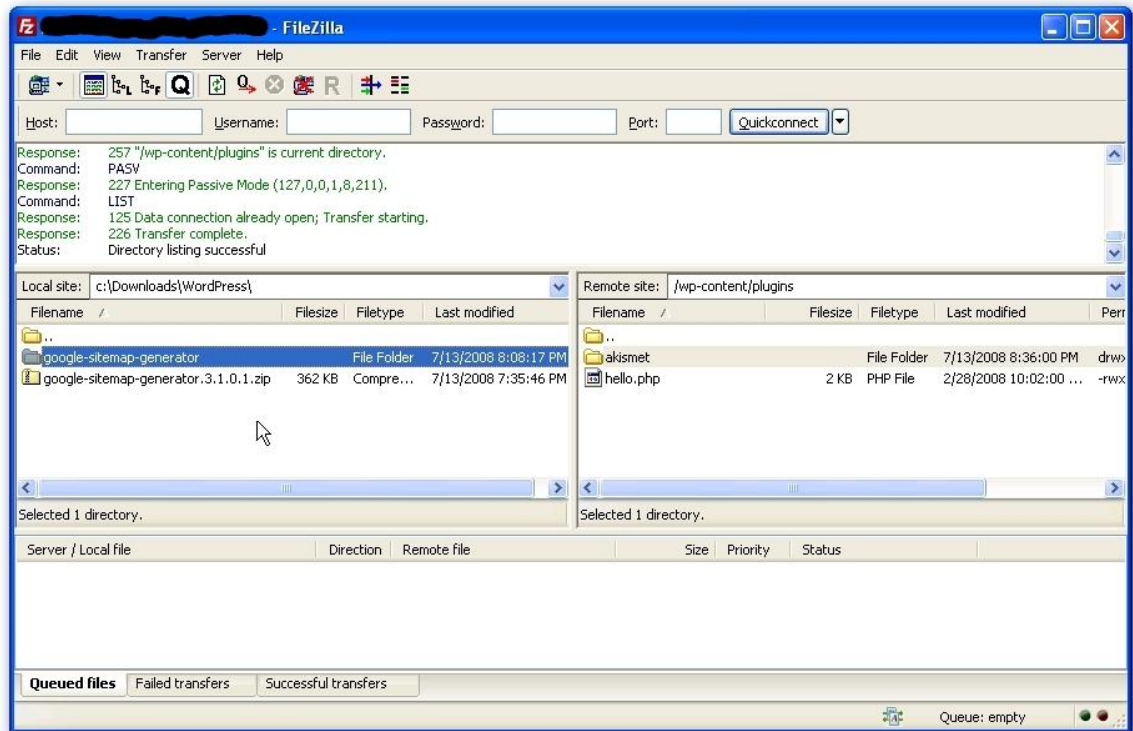 - FileZilla
File Edit View Transfer Server Help
Host: Username: Password: Port: Quickconnect
Response: 257 "/wp-content/plugins" is current directory.
Command: PASV
Response: 227 Entering Passive Mode (127,0,0,1,8,211).
Command: LIST
Response: 125 Data connection already open; Transfer starting.
Response: 226 Transfer complete.
Status: Directory listing successful
Local site: c:\Downloads\WordPress\
Filename Filesize Filetype Last modified
..
google-sitemap-generator File Folder 7/13/2008 8:08:17 PM
google-sitemap-generator.3.1.0.1.zip 362 KB Compre... 7/13/2008 7:35:46 PM
Selected 1 directory.
Remote site: /wp-content/plugins
Filename Filesize Filetype Last modified Perr
..
akismet File Folder 7/13/2008 8:36:00 PM drwx
hello.php 2 KB PHP File 2/28/2008 10:02:00 ... -rwx
Selected 1 directory.
Server / Local file Direction Remote file Size Priority Status
Queued files Failed transfers Successful transfers
Queue: empty